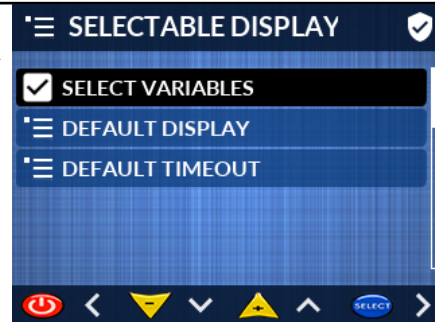 SELECTABLE DISPLAY
SELECT VARIABLES
DEFAULT DISPLAY
DEFAULT TIMEOUT
SELECT